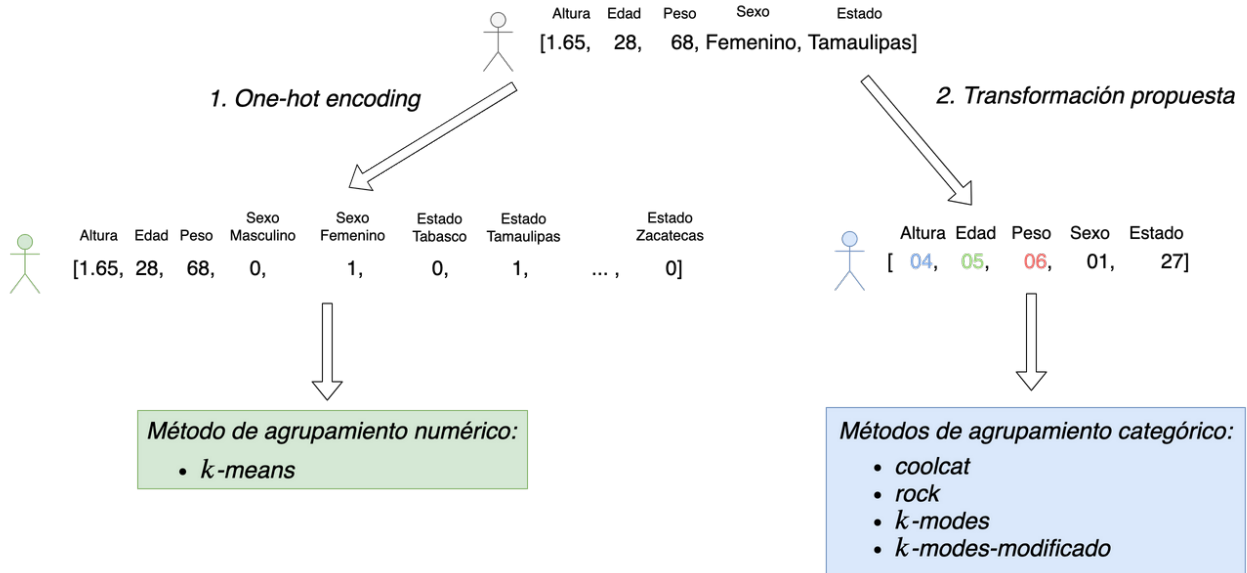 Altura Edad Peso Sexo Estado
[1.65, 28, 68, Femenino, Tamaulipas]
1. One-hot encoding
2. Transformación propuesta
Altura Edad Peso Sexo Masculino Sexo Femenino Estado Tabasco Estado Tamaulipas Estado Zacatecas
[1.65, 28, 68, 0, 1, 0, 1, ... , 0]
Altura Edad Peso Sexo Estado
[ 04, 05, 06, 01, 27]
Método de agrupamiento numérico:
• k-means
Métodos de agrupamiento categórico:
• coolcat
• rock
• k-modes
• k-modes-modificado